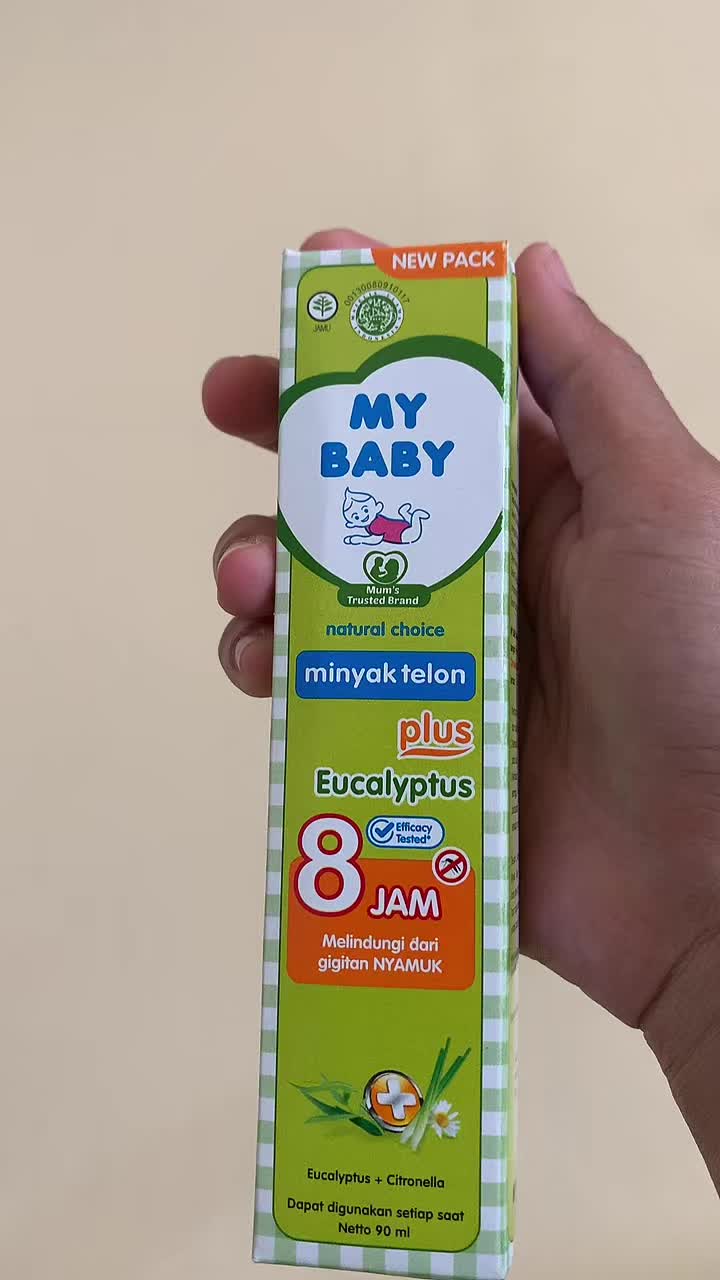 NEW PACK
00130080910117
JAMU
MY
BABY
Mum's
Trusted Brand
natural choice
minyak telon
plus
Eucalyptus
8 JAM
Efficacy
Tested*
Melindungi dari
gigitan NYAMUK
Eucalyptus + Citronella
Dapat digunakan setiap saat
Netto 90 ml